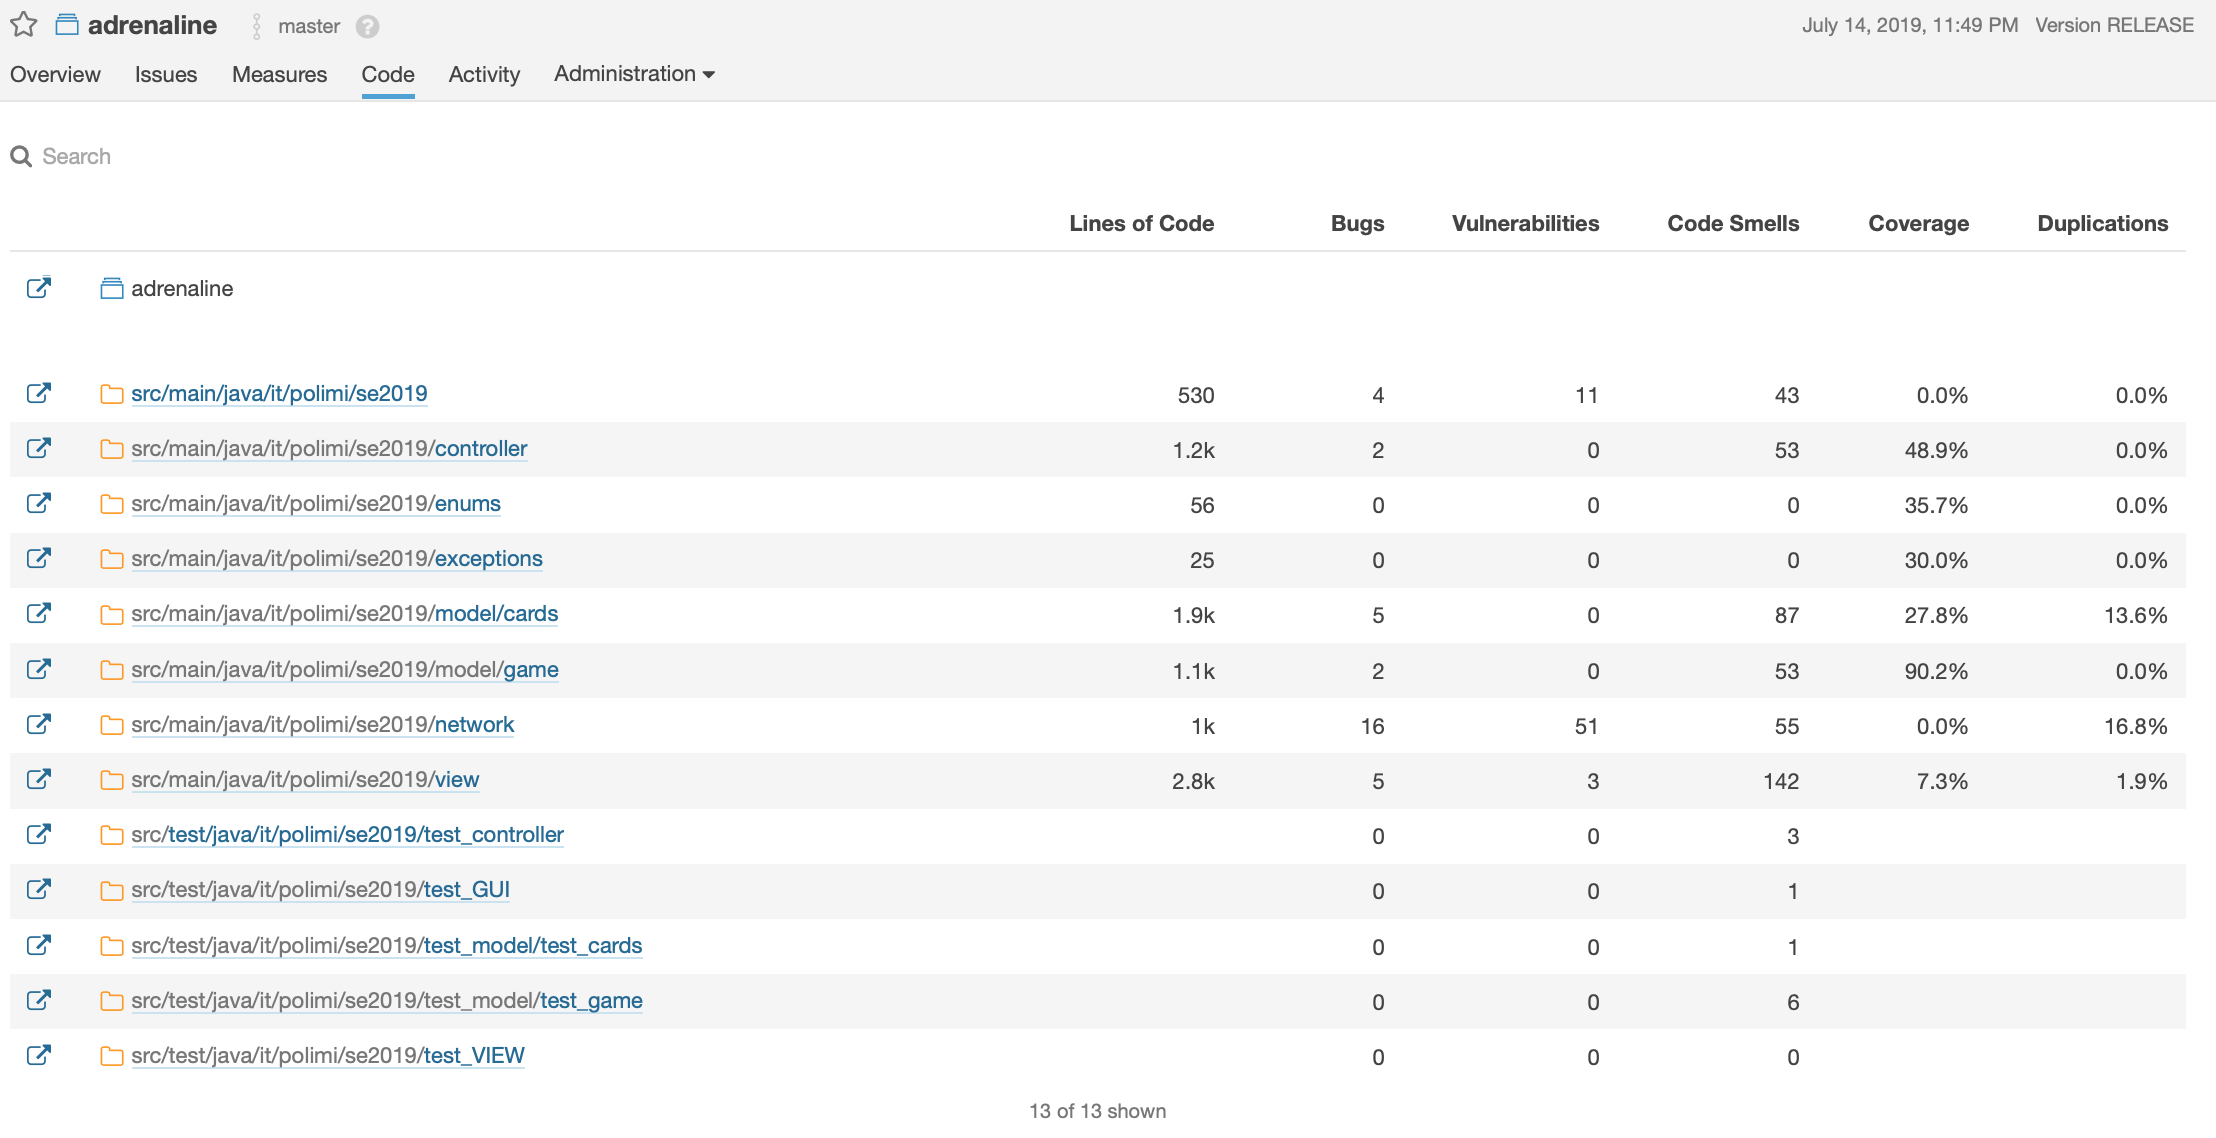 adrenaline master ? July 14, 2019, 11:49 PM Version RELEASE
Overview Issues Measures Code Activity Administration
Search
Lines of Code Bugs Vulnerabilities Code Smells Coverage Duplications
adrenaline
src/main/java/it/polimi/se2019 530 4 11 43 0.0% 0.0%
src/main/java/it/polimi/se2019/controller 1.2k 2 0 53 48.9% 0.0%
src/main/java/it/polimi/se2019/enums 56 0 0 0 35.7% 0.0%
src/main/java/it/polimi/se2019/exceptions 25 0 0 0 30.0% 0.0%
src/main/java/it/polimi/se2019/model/cards 1.9k 5 0 87 27.8% 13.6%
src/main/java/it/polimi/se2019/model/game 1.1k 2 0 53 90.2% 0.0%
src/main/java/it/polimi/se2019/network 1k 16 51 55 0.0% 16.8%
src/main/java/it/polimi/se2019/view 2.8k 5 3 142 7.3% 1.9%
src/test/java/it/polimi/se2019/test_controller 0 0 3
src/test/java/it/polimi/se2019/test_GUI 0 0 1
src/test/java/it/polimi/se2019/test_model/test_cards 0 0 1
src/test/java/it/polimi/se2019/test_model/test_game 0 0 6
src/test/java/it/polimi/se2019/test_VIEW 0 0 0
13 of 13 shown